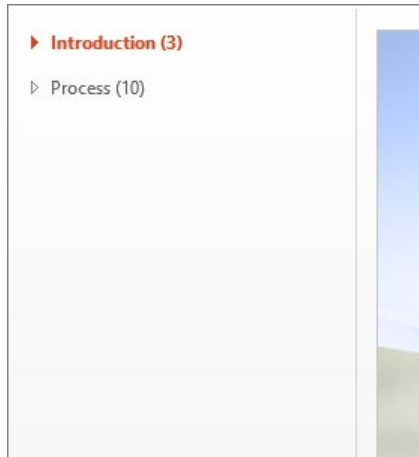 Introduction (3)
Process (10)